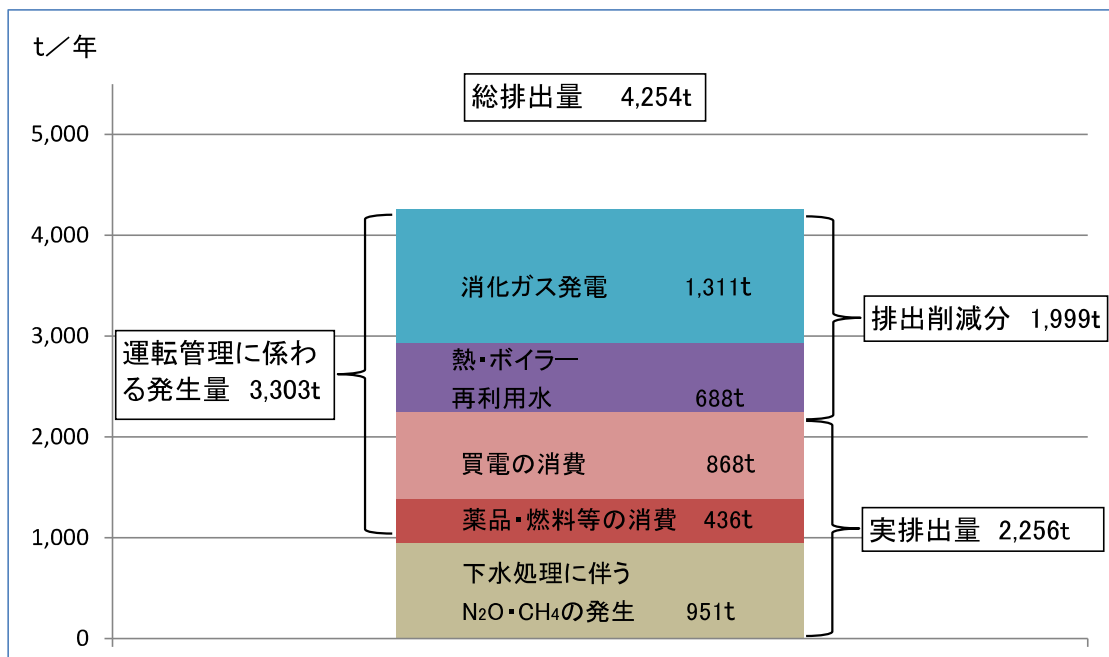 t／年
総排出量 4,254t
5,000
4,000
3,000
2,000
1,000
0
消化ガス発電 1,311t
熱・ボイラー
再利用水 688t
買電の消費 868t
薬品・燃料等の消費 436t
下水処理に伴う
N₂O・CH₄の発生 951t
運転管理に係わ
る発生量 3,303t
排出削減分 1,999t
実排出量 2,256t